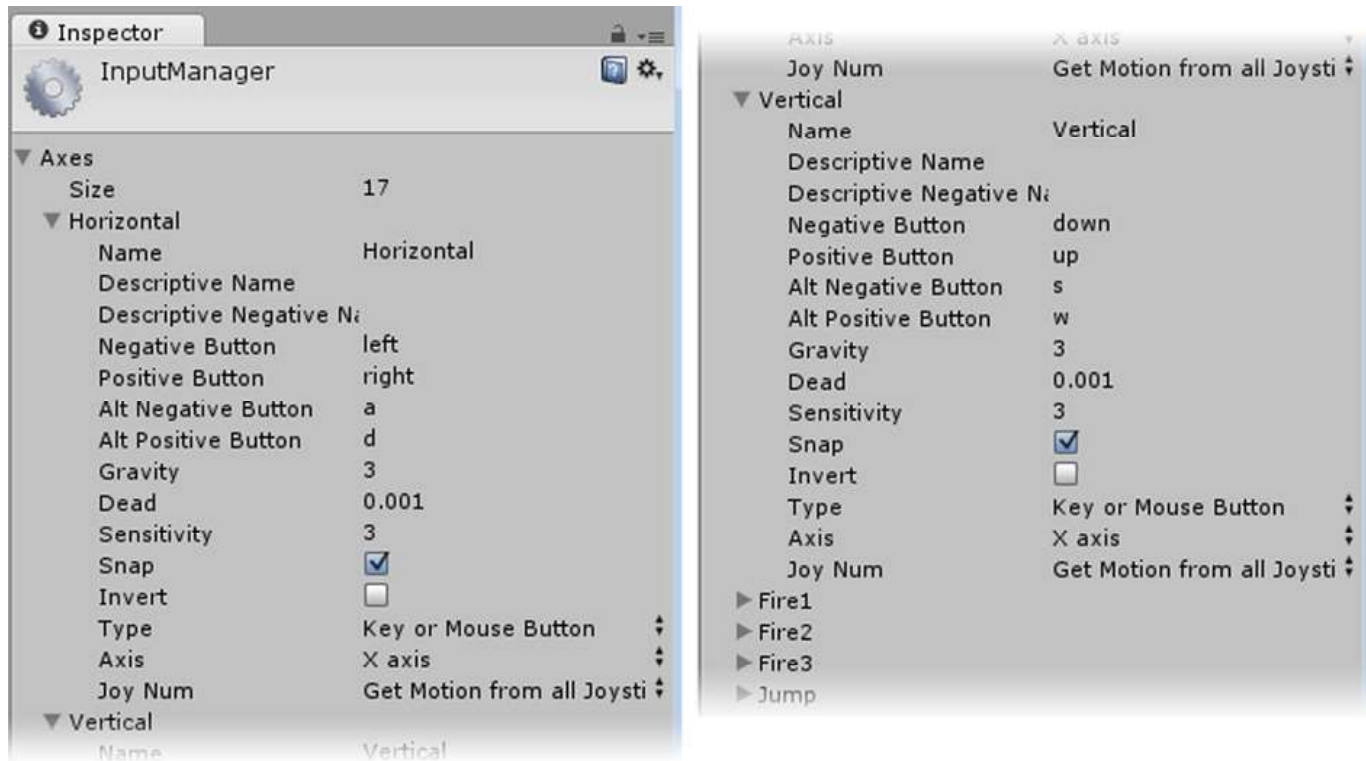 Inspector
InputManager
Axes
Size 17
Horizontal
Name Horizontal
Descriptive Name
Descriptive Negative Na
Negative Button left
Positive Button right
Alt Negative Button a
Alt Positive Button d
Gravity 3
Dead 0.001
Sensitivity 3
Snap
Invert
Type Key or Mouse Button
Axis X axis
Joy Num Get Motion from all Joysti
Vertical
Name Vertical
Axis X axis
Joy Num Get Motion from all Joysti
Vertical
Name Vertical
Descriptive Name
Descriptive Negative Na
Negative Button down
Positive Button up
Alt Negative Button s
Alt Positive Button w
Gravity 3
Dead 0.001
Sensitivity 3
Snap
Invert
Type Key or Mouse Button
Axis X axis
Joy Num Get Motion from all Joysti
Fire1
Fire2
Fire3
Jump